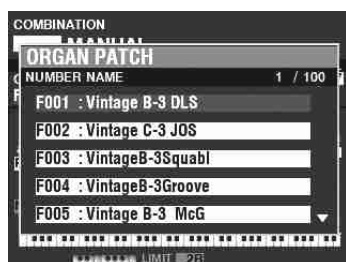 COMBINATION
ORGAN PATCH
NUMBER NAME 1 / 100
F001 : Vintage B-3 DLS
F002 : Vintage C-3 JOS
F003 : VintageB-3Squabl
F004 : VintageB-3Groove
F005 : Vintage B-3 McG
LIMIT